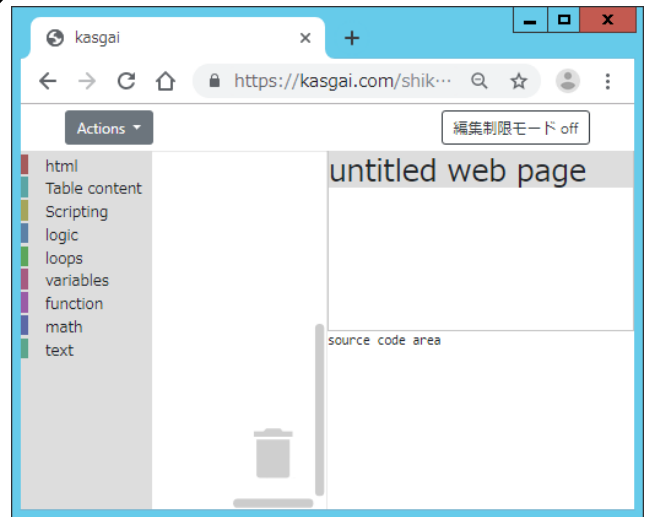 kasgai
https://kasgai.com/shik…
Actions
編集制限モード off
html
Table content
Scripting
logic
loops
variables
function
math
text
untitled web page
source code area